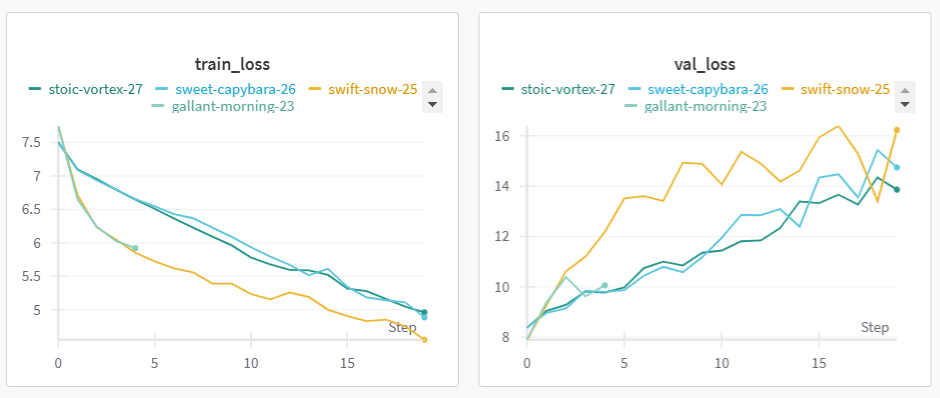 train_loss
stoic-vortex-27 sweet-capybara-26 swift-snow-25
gallant-morning-23
7.5
7
6.5
6
5.5
5
Step
0 5 10 15
val_loss
stoic-vortex-27 sweet-capybara-26 swift-snow-25
gallant-morning-23
16
14
12
10
8
Step
0 5 10 15